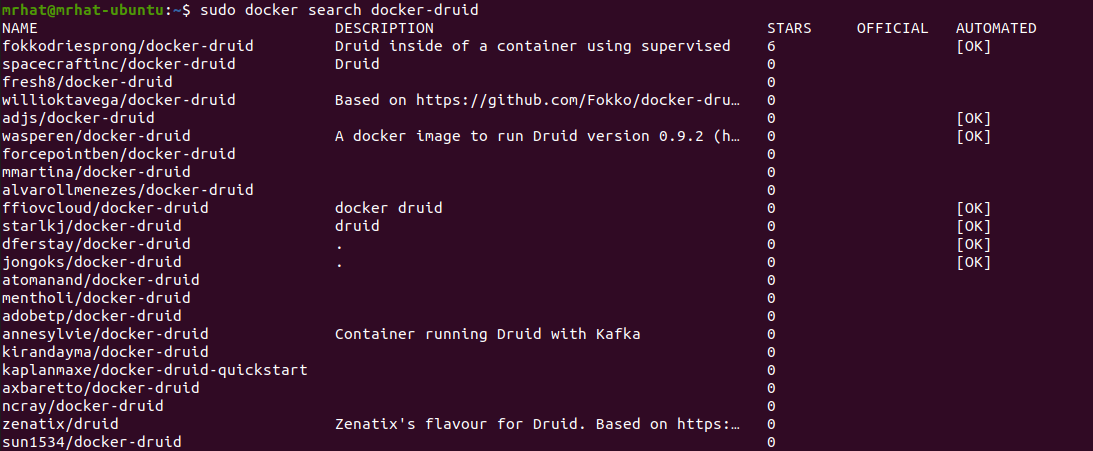 mrhat@mrhat-ubuntu:~$ sudo docker search docker-druid
NAME DESCRIPTION STARS OFFICIAL AUTOMATED
fokkodriesprong/docker-druid Druid inside of a container using supervised 6 [OK]
spacecraftinc/docker-druid Druid 0
fresh8/docker-druid 0
willioktavega/docker-druid Based on https://github.com/Fokko/docker-dru… 0
adjs/docker-druid 0 [OK]
wasperen/docker-druid A docker image to run Druid version 0.9.2 (h… 0 [OK]
forcepointben/docker-druid 0
mmartina/docker-druid 0
alvarollmenezes/docker-druid 0
ffiovcloud/docker-druid docker druid 0 [OK]
starlkj/docker-druid druid 0 [OK]
dferstay/docker-druid . 0 [OK]
jongoks/docker-druid . 0 [OK]
atomanand/docker-druid 0
mentholi/docker-druid 0
adobetp/docker-druid 0
annesylvie/docker-druid Container running Druid with Kafka 0
kirandayma/docker-druid 0
kaplanmaxe/docker-druid-quickstart 0
axbaretto/docker-druid 0
ncray/docker-druid 0
zenatix/druid Zenatix's flavour for Druid. Based on https:… 0
sun1534/docker-druid 0